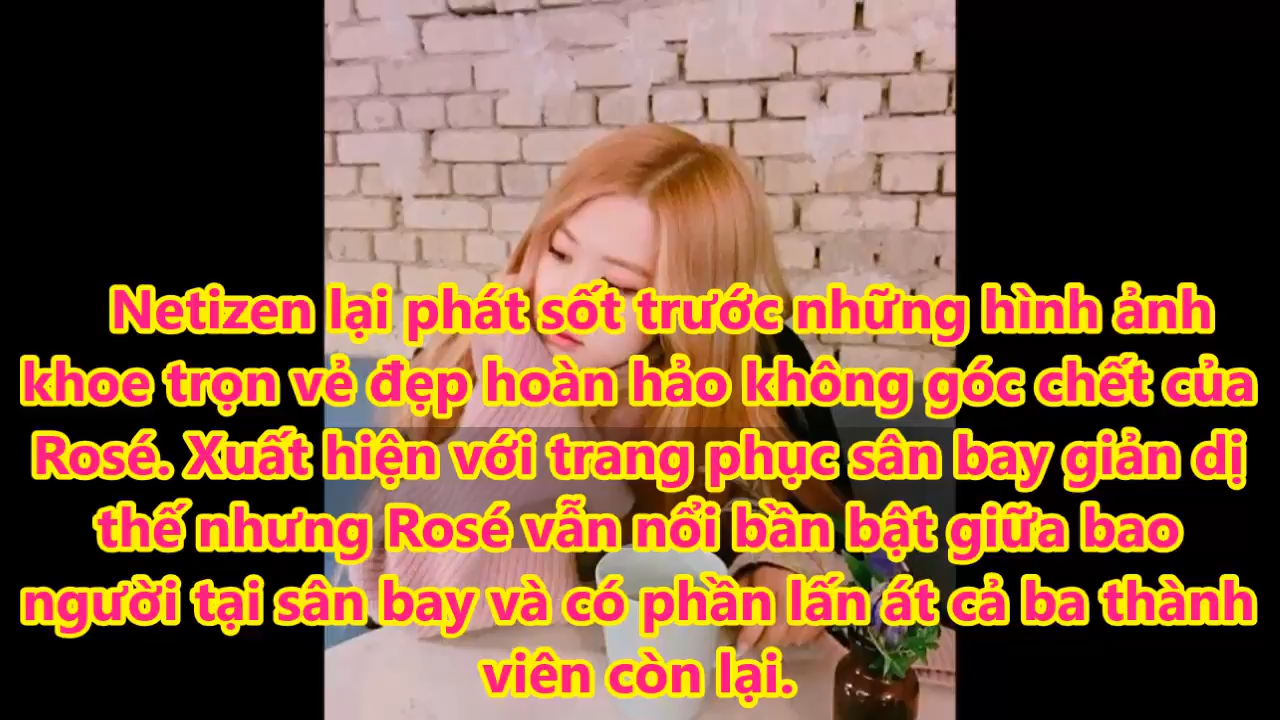 Netizen lại phát sốt trước những hình ảnh
khoe trọn vẻ đẹp hoàn hảo không góc chết của
Rosé. Xuất hiện với trang phục sân bay giản dị
thế nhưng Rosé vẫn nổi bần bật giữa bao
người tại sân bay và có phần lấn át cả ba thành
viên còn lại.